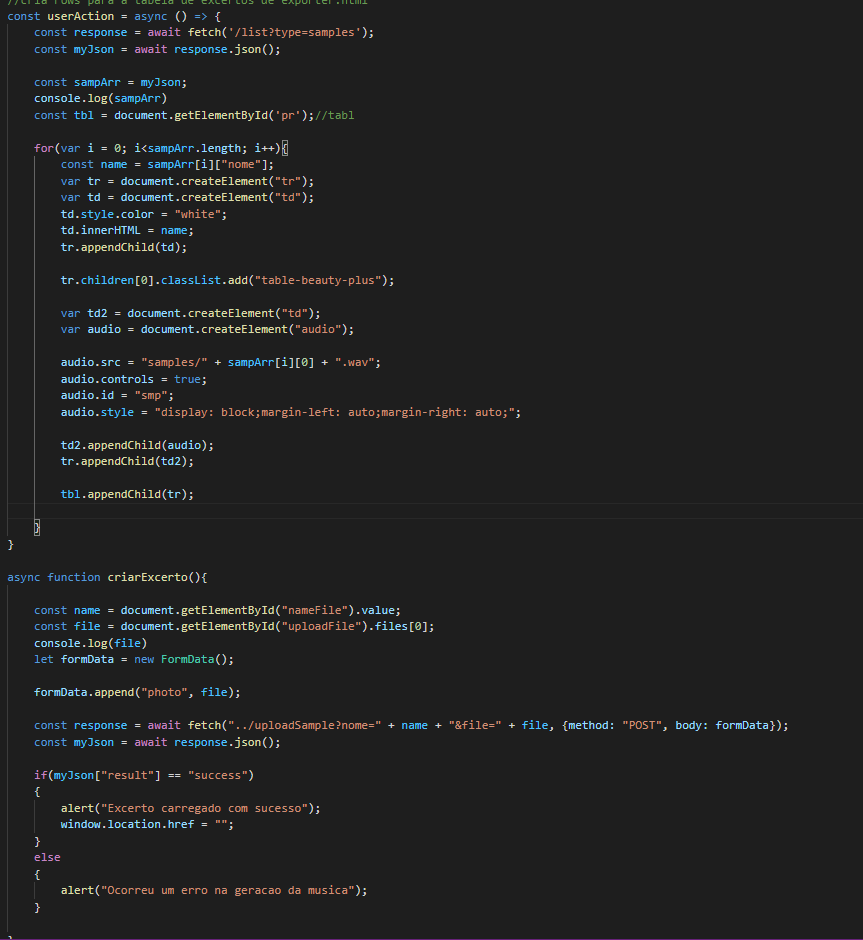 //cria rows para a tabela de excertos de exporter.html
const userAction = async () => {
    const response = await fetch('/list?type=samples');
    const myJson = await response.json();

    const sampArr = myJson;
    console.log(sampArr)
    const tbl = document.getElementById('pr');//tabl

    for(var i = 0; i<sampArr.length; i++){
        const name = sampArr[i]["nome"];
        var tr = document.createElement("tr");
        var td = document.createElement("td");
        td.style.color = "white";
        td.innerHTML = name;
        tr.appendChild(td);

        tr.children[0].classList.add("table-beauty-plus");

        var td2 = document.createElement("td");
        var audio = document.createElement("audio");

        audio.src = "samples/" + sampArr[i][0] + ".wav";
        audio.controls = true;
        audio.id = "smp";
        audio.style = "display: block;margin-left: auto;margin-right: auto;";

        td2.appendChild(audio);
        tr.appendChild(td2);

        tbl.appendChild(tr);

    }
}

async function criarExcerto(){

    const name = document.getElementById("nameFile").value;
    const file = document.getElementById("uploadFile").files[0];
    console.log(file)
    let formData = new FormData();

    formData.append("photo", file);

    const response = await fetch("../uploadSample?nome=" + name + "&file=" + file, {method: "POST", body: formData});
    const myJson = await response.json();

    if(myJson["result"] == "success")
    {
        alert("Excerto carregado com sucesso");
        window.location.href = "";
    }
    else
    {
        alert("Ocorreu um erro na geracao da musica");
    }